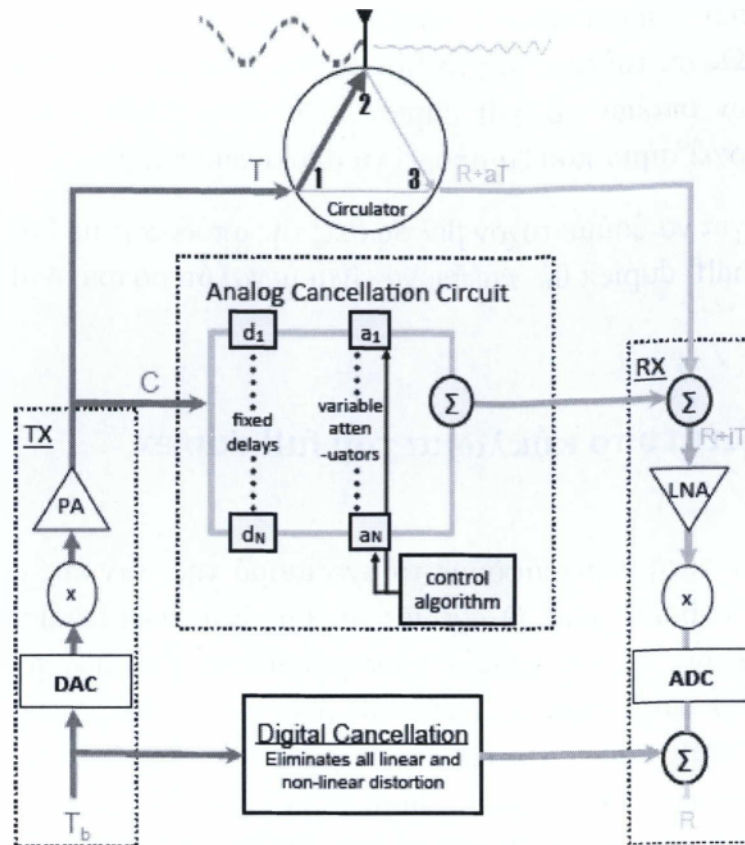 2
1
3
T
R+aT
Circulator
Analog Cancellation Circuit
d1
a1
C
Σ
RX
Σ
fixed
delays
variable
atten
-uators
TX
R+iT
PA
LNA
dN
aN
control
algorithm
x
x
DAC
ADC
Digital Cancellation
Eliminates all linear and
non-linear distortion
Σ
Tb
R